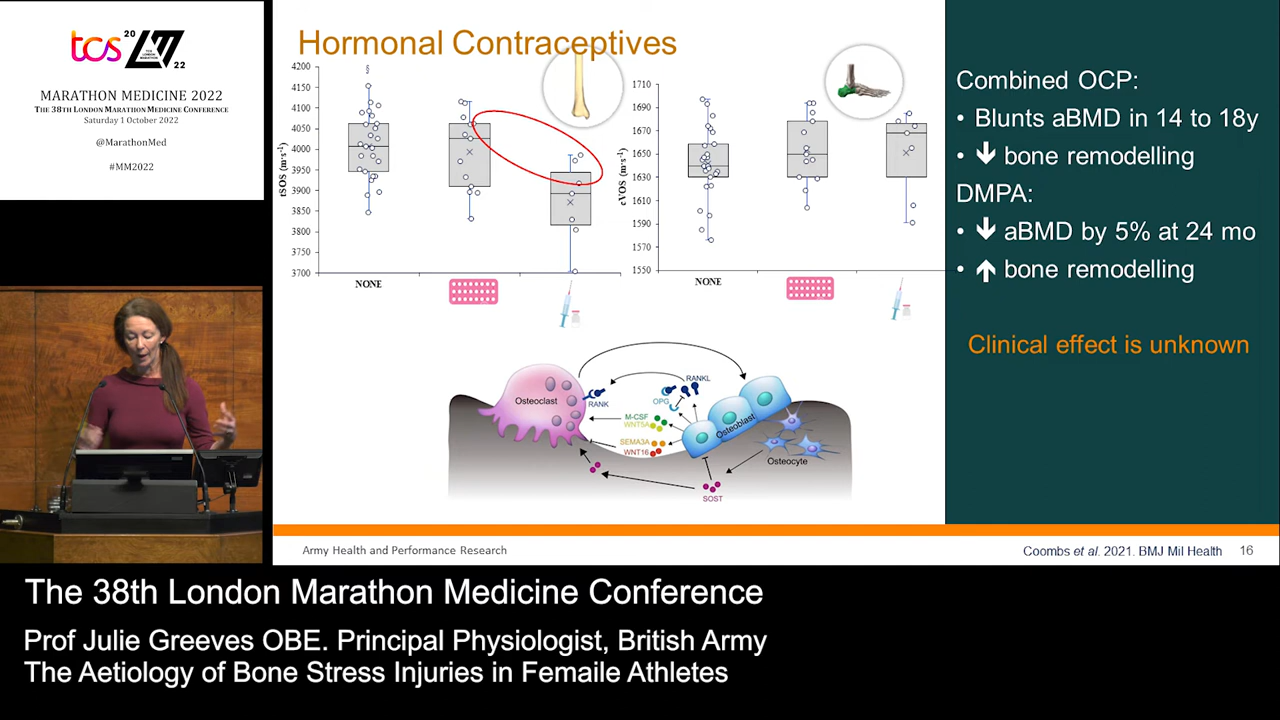 tcs
20
22
MARATHON MEDICINE 2022
THE 38TH LONDON MARATHON MEDICINE CONFERENCE
Saturday 1 October 2022
@MarathonMed
#MM2022
Hormonal Contraceptives
tSOS (m·s⁻¹)
4200
4150
4100
4050
4000
3950
3900
3850
3800
3750
3700
§
NONE
cVOS (m·s⁻¹)
1710
1670
1650
1630
1590
1570
1550
NONE
Combined OCP:
• Blunts aBMD in 14 to 18y
• 🡇 bone remodelling
DMPA:
• 🡇 aBMD by 5% at 24 mo
• 🡅 bone remodelling
Clinical effect is unknown
Osteoclast
RANK
RANKL
OPG
M-CSF
WNT5A
SEMA3A
WNT16
Osteoblast
Osteocyte
SOST
Army Health and Performance Research
Coombs et al. 2021. BMJ Mil Health
16
The 38th London Marathon Medicine Conference
Prof Julie Greeves OBE. Principal Physiologist, British Army
The Aetiology of Bone Stress Injuries in Femaile Athletes